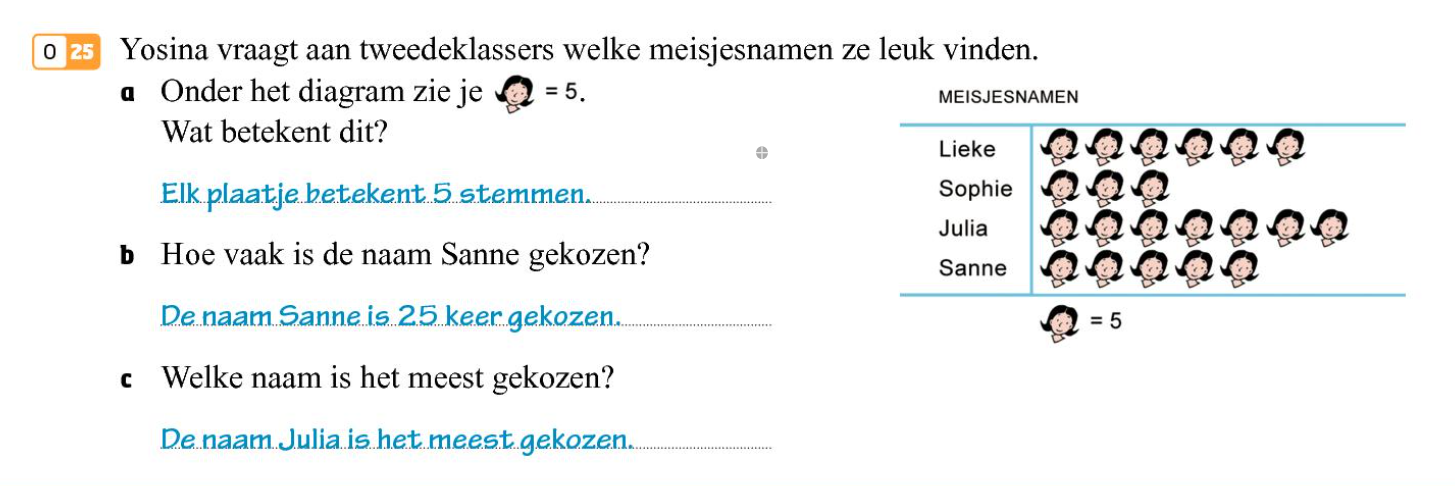 O 25 Yosina vraagt aan tweedeklassers welke meisjesnamen ze leuk vinden.
a Onder het diagram zie je = 5.
Wat betekent dit?
Elk plaatje betekent 5 stemmen.
b Hoe vaak is de naam Sanne gekozen?
De naam Sanne is 25 keer gekozen.
c Welke naam is het meest gekozen?
De naam Julia is het meest gekozen.
MEISJESNAMEN
Lieke
Sophie
Julia
Sanne
= 5